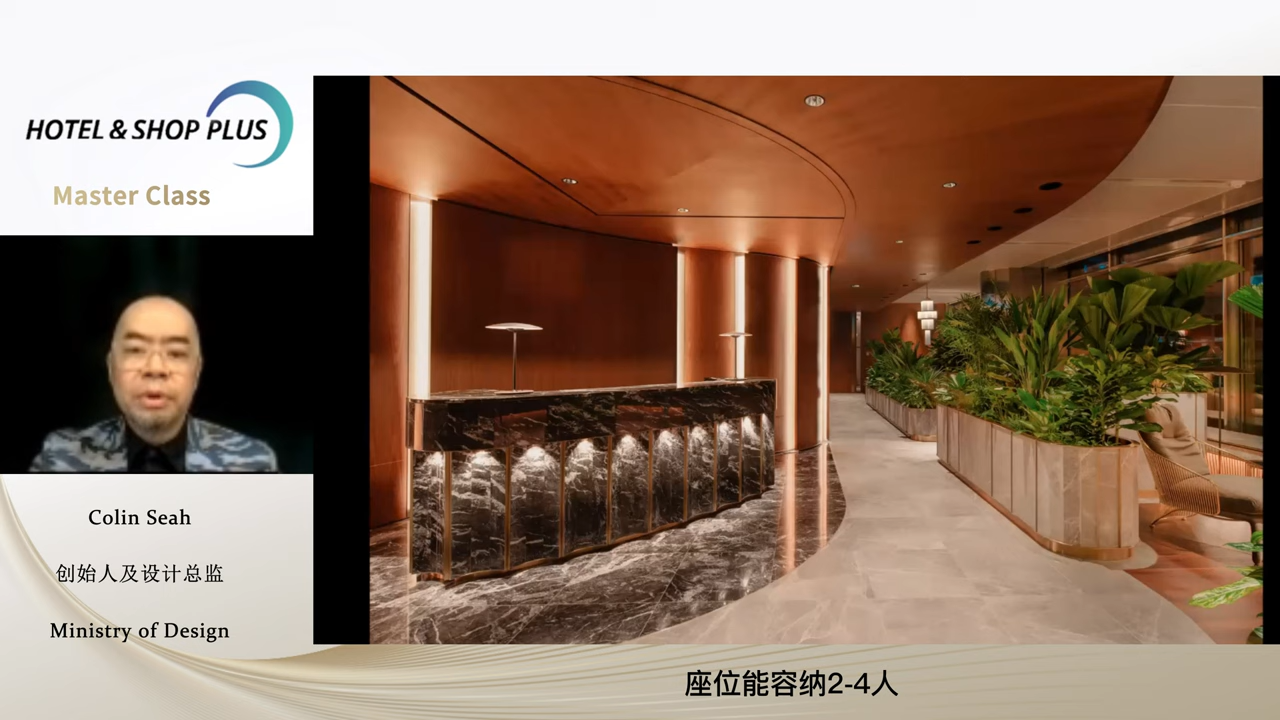 HOTEL & SHOP PLUS
Master Class
Colin Seah
创始人及设计总监
Ministry of Design
座位能容纳2-4人